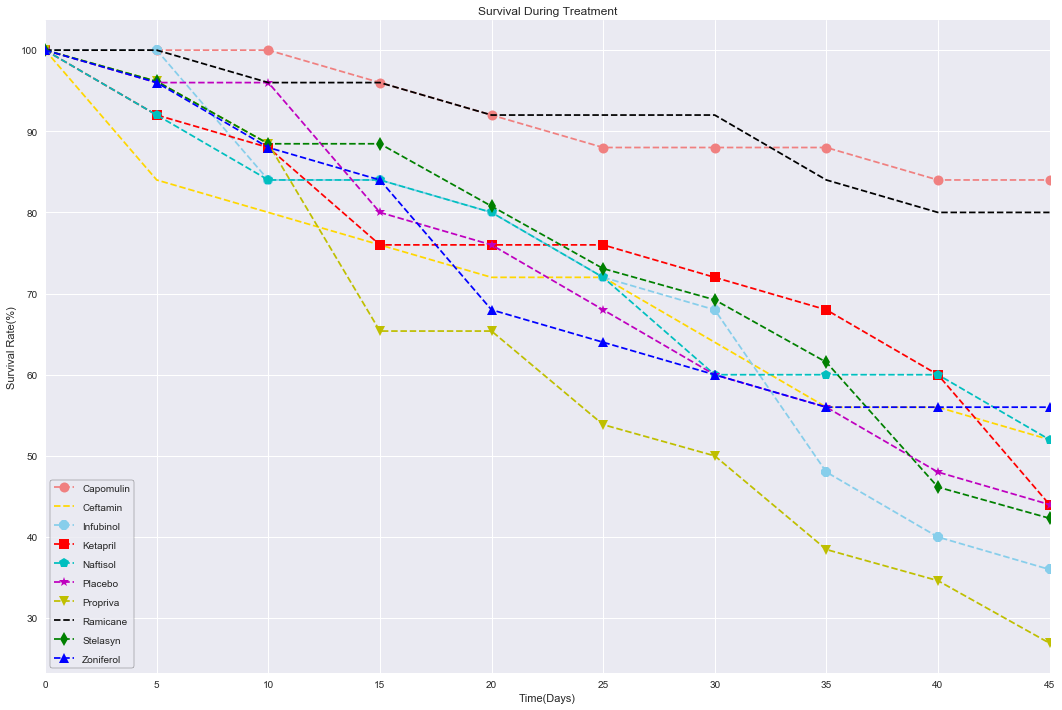 Survival During Treatment
Survival Rate(%)
100
90
80
70
60
50
40
30
Capomulin
Ceftamin
Infubinol
Ketapril
Naftisol
Placebo
Propriva
Ramicane
Stelasyn
Zoniferol
0 5 10 15 20 25 30 35 40 45
Time(Days)